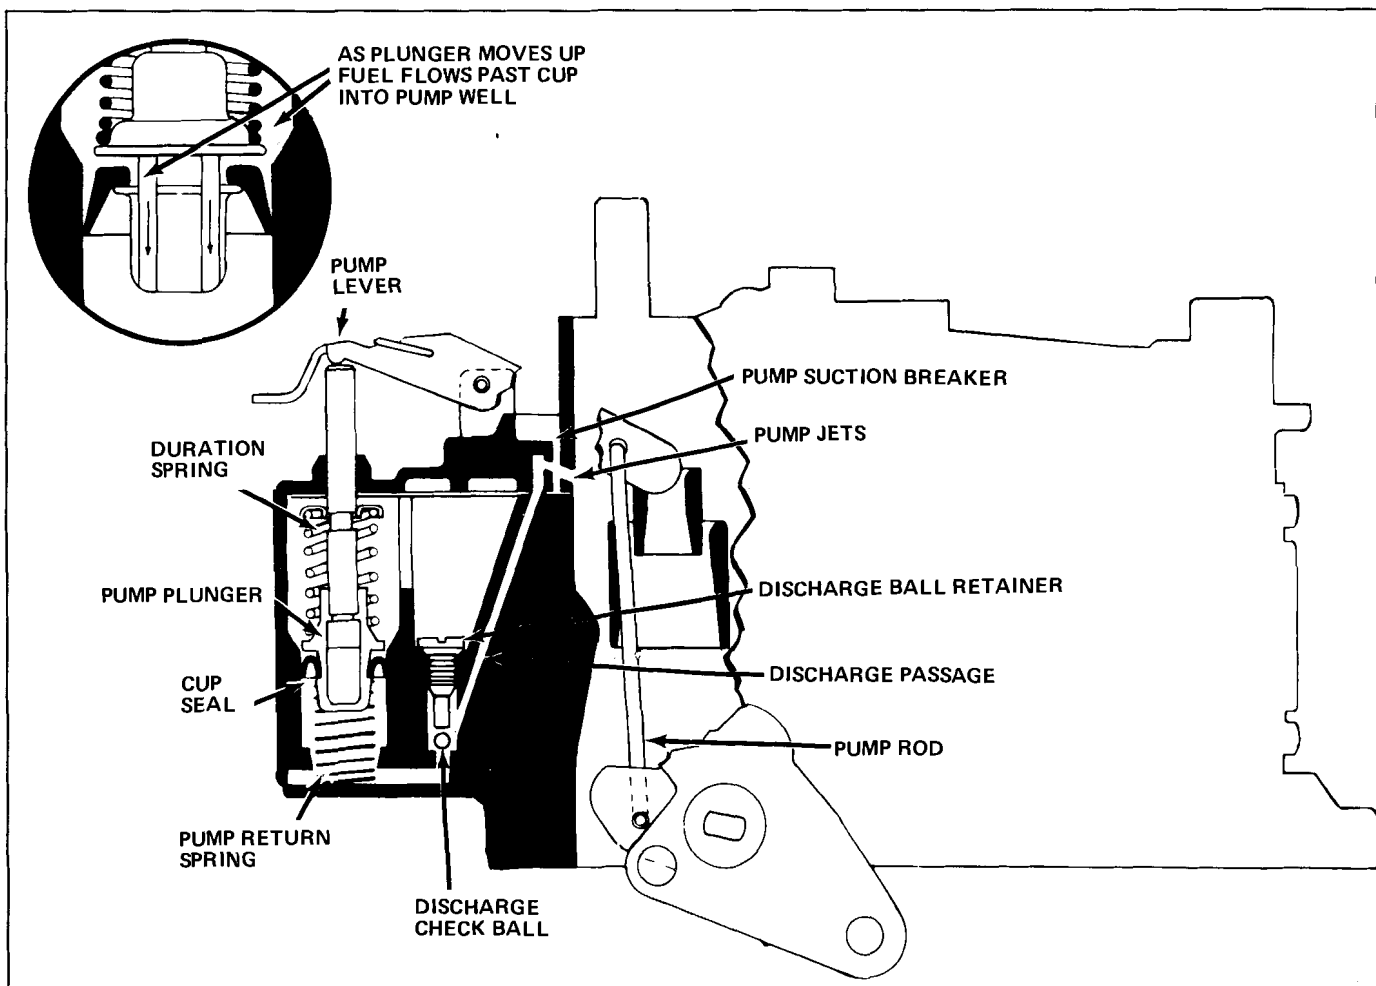 AS PLUNGER MOVES UP
FUEL FLOWS PAST CUP
INTO PUMP WELL
PUMP
LEVER
PUMP SUCTION BREAKER
PUMP JETS
DURATION
SPRING
DISCHARGE BALL RETAINER
PUMP PLUNGER
DISCHARGE PASSAGE
CUP
SEAL
PUMP ROD
PUMP RETURN
SPRING
DISCHARGE
CHECK BALL